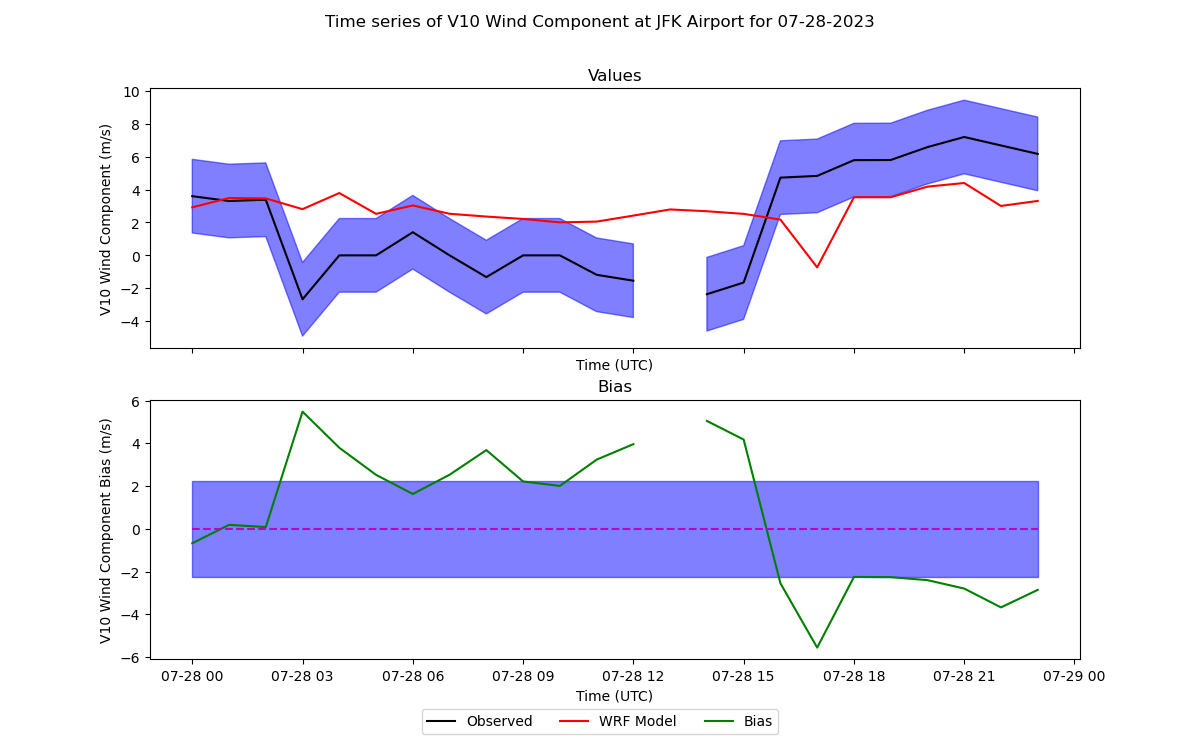 Time series of V10 Wind Component at JFK Airport for 07-28-2023
Values
V10 Wind Component (m/s)
10
8
6
4
2
0
−2
−4
Time (UTC)
Bias
V10 Wind Component Bias (m/s)
6
4
2
0
−2
−4
−6
07-28 00 07-28 03 07-28 06 07-28 09 07-28 12 07-28 15 07-28 18 07-28 21 07-29 00
Time (UTC)
Observed WRF Model Bias